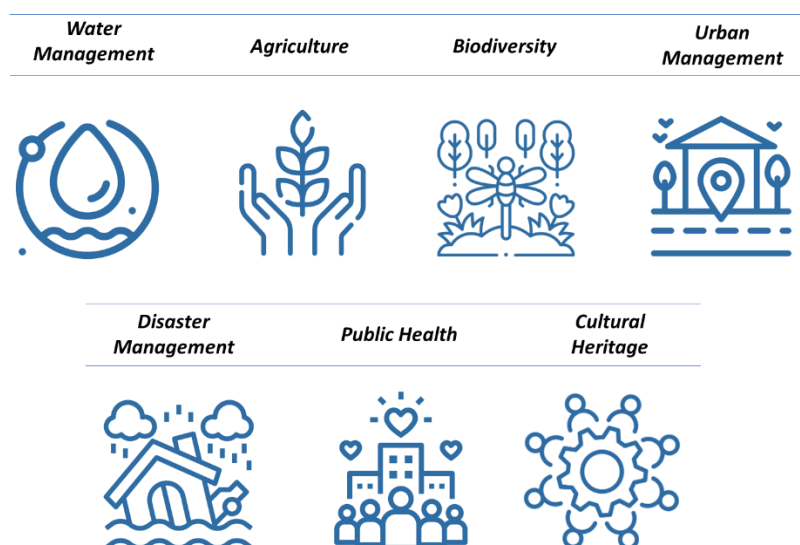 Water
Management
Agriculture
Biodiversity
Urban
Management
Disaster
Management
Public Health
Cultural
Heritage